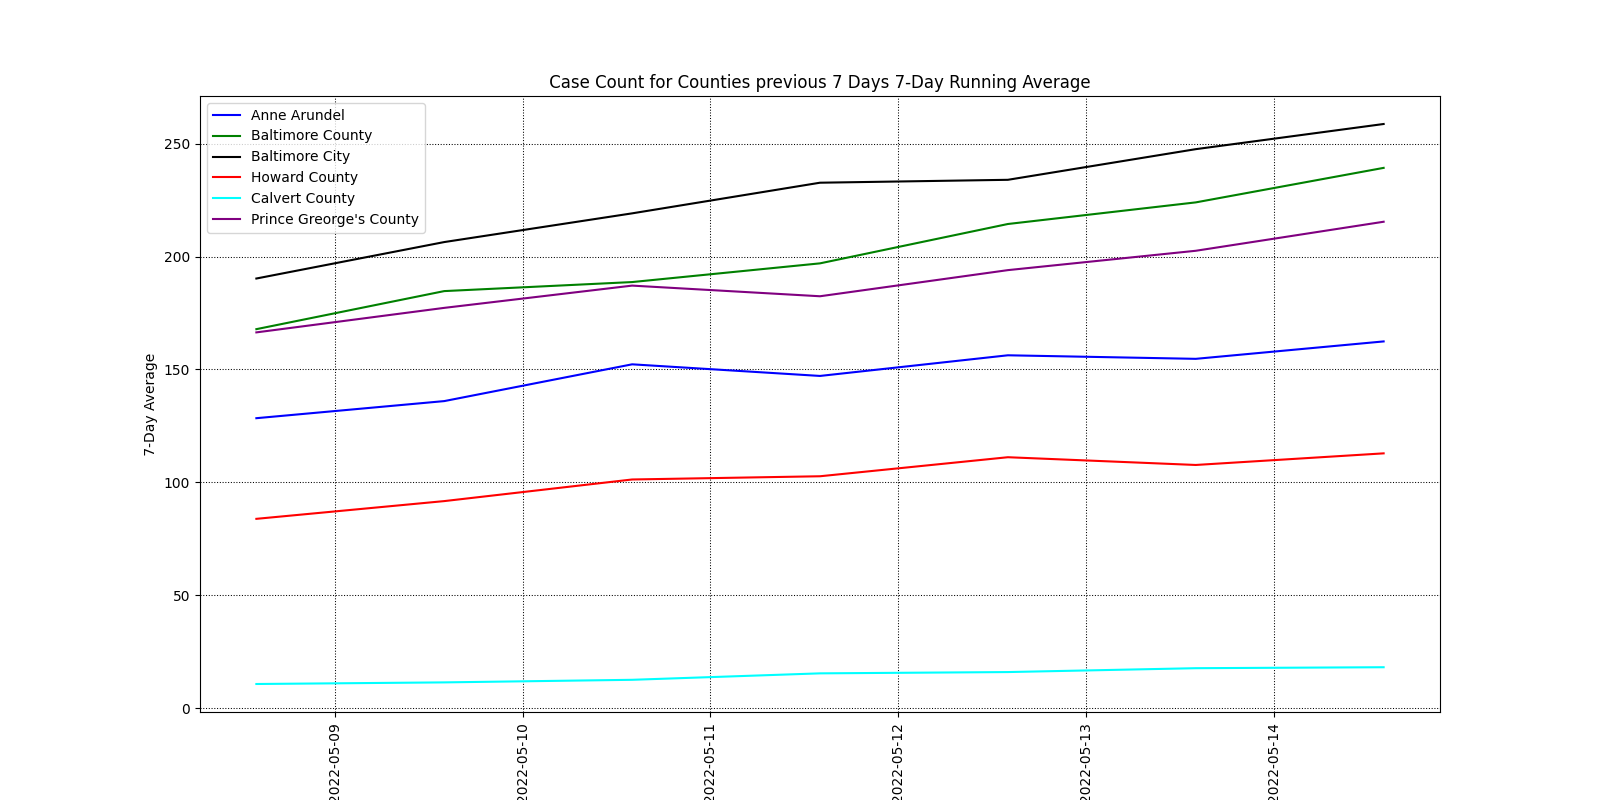 Case Count for Counties previous 7 Days 7-Day Running Average
Anne Arundel
Baltimore County
Baltimore City
Howard County
Calvert County
Prince Greorge's County
7-Day Average
250
200
150
100
50
0
2022-05-09
2022-05-10
2022-05-11
2022-05-12
2022-05-13
2022-05-14